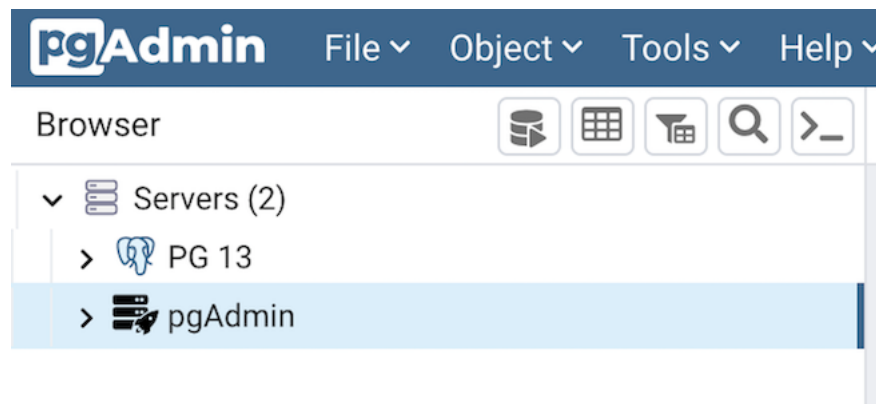 pgAdmin File Object Tools Help
Browser
Servers (2)
PG 13
pgAdmin